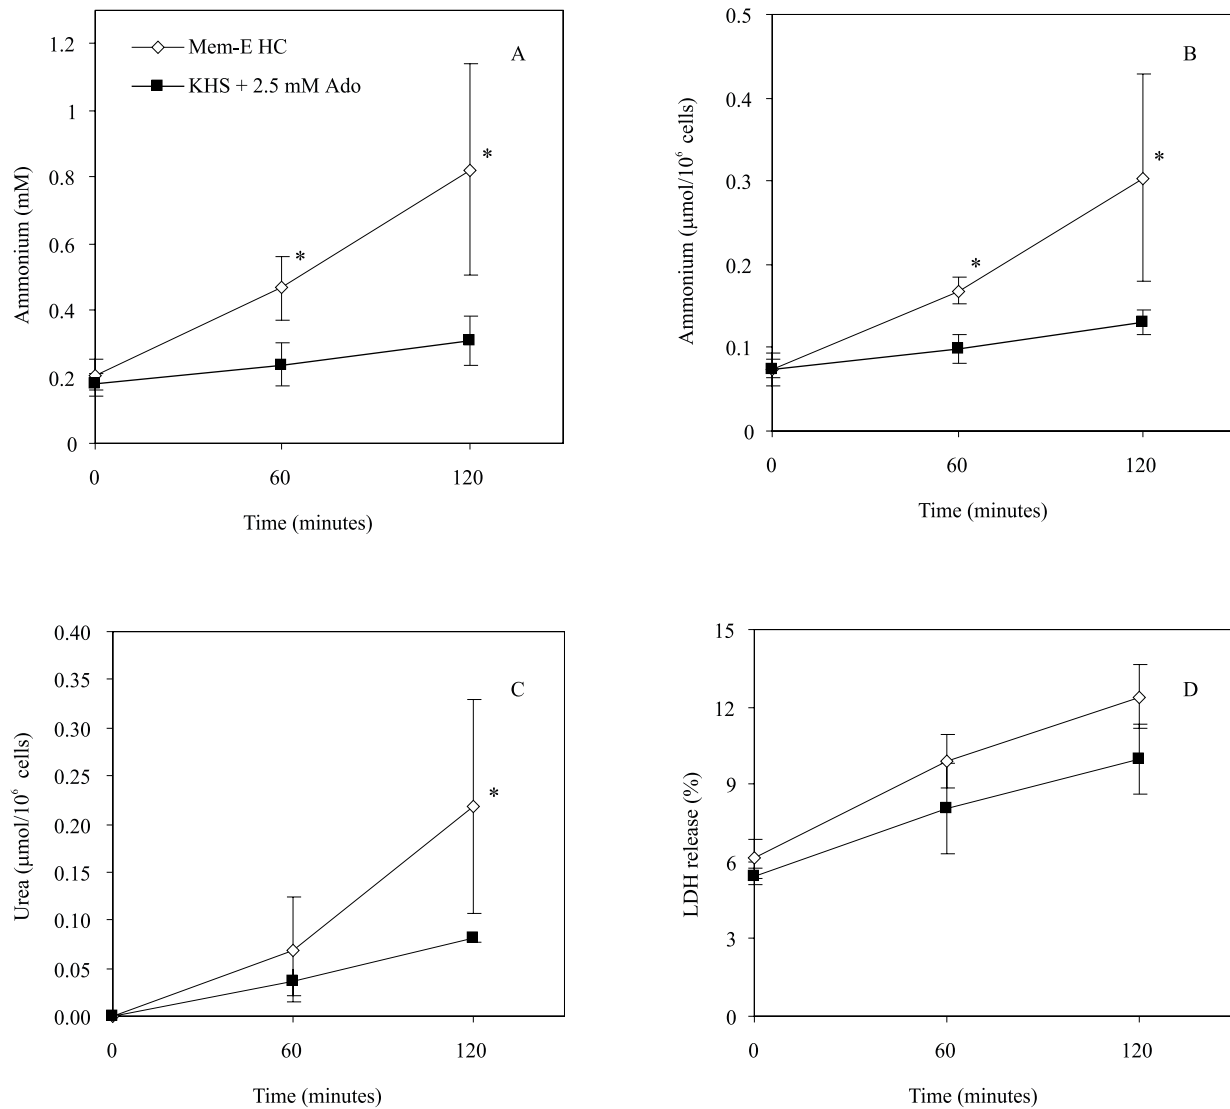 A
Mem-E HC
KHS + 2.5 mM Ado
Ammonium (mM)
1.2
1
0.8
0.6
0.4
0.2
0
*
*
0 60 120
Time (minutes)
B
Ammonium (μmol/10⁶ cells)
0.5
0.4
0.3
0.2
0.1
0
*
*
0 60 120
Time (minutes)
C
Urea (μmol/10⁶ cells)
0.40
0.35
0.30
0.25
0.20
0.15
0.10
0.05
0.00
*
0 60 120
Time (minutes)
D
LDH release (%)
15
12
9
6
3
0
0 60 120
Time (minutes)